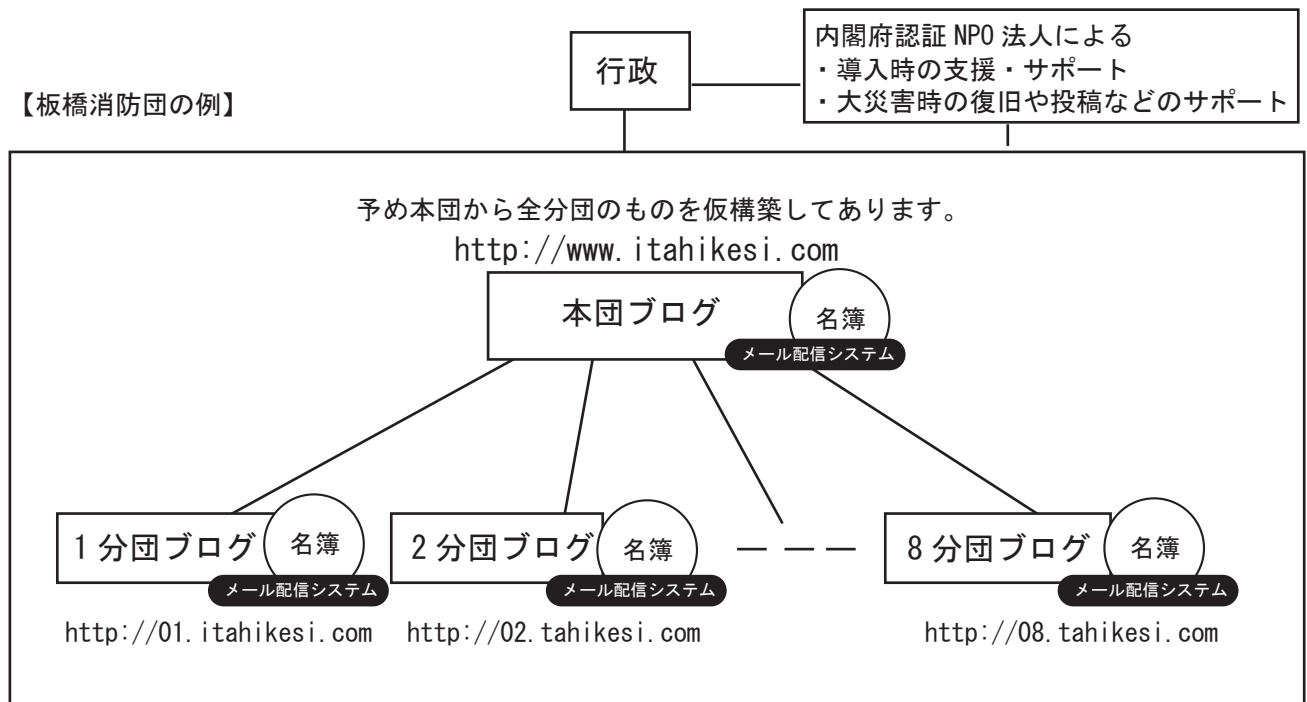 行政
内閣府認証 NPO 法人による
・導入時の支援・サポート
・大災害時の復旧や投稿などのサポート
【板橋消防団の例】
予め本団から全分団のものを仮構築してあります。
http://www.itahikesi.com
本団ブログ
名簿
メール配信システム
1 分団ブログ
名簿
メール配信システム
2 分団ブログ
名簿
メール配信システム
8 分団ブログ
名簿
メール配信システム
http://01.itahikesi.com
http://02.tahikesi.com
http://08.tahikesi.com